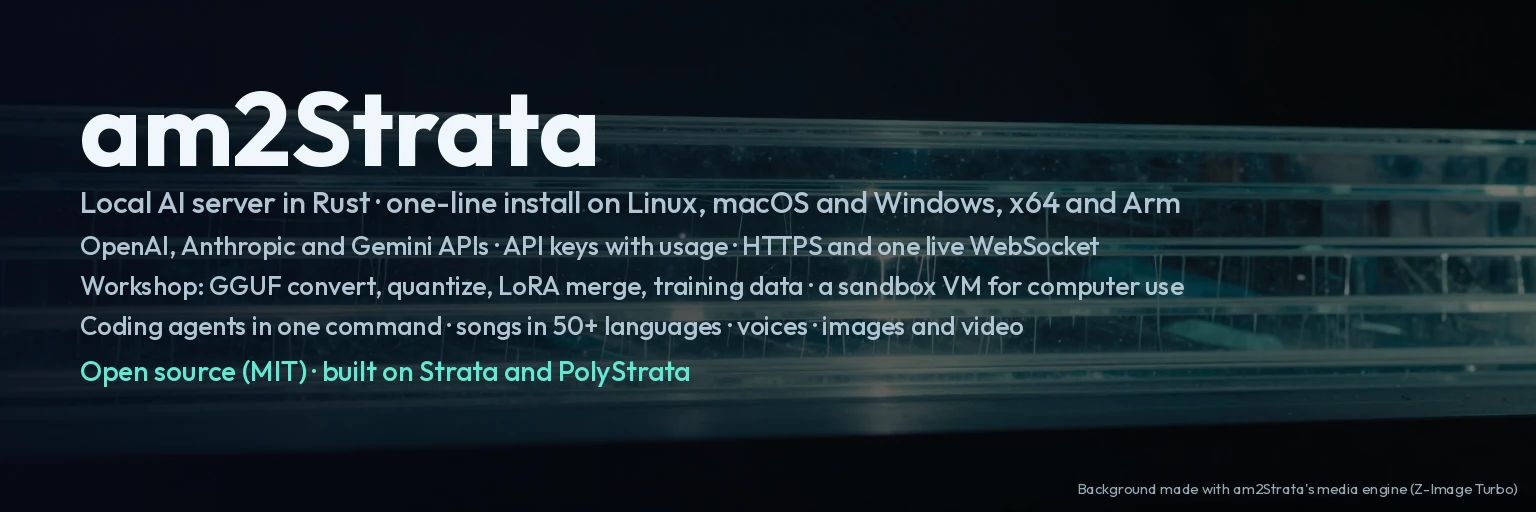 am2Strata
Local AI server in Rust · one-line install on Linux, macOS and Windows, x64 and Arm
OpenAI, Anthropic and Gemini APIs · API keys with usage · HTTPS and one live WebSocket
Workshop: GGUF convert, quantize, LoRA merge, training data · a sandbox VM for computer use
Coding agents in one command · songs in 50+ languages · voices · images and video
Open source (MIT) · built on Strata and PolyStrata
Background made with am2Strata's media engine (Z-Image Turbo)